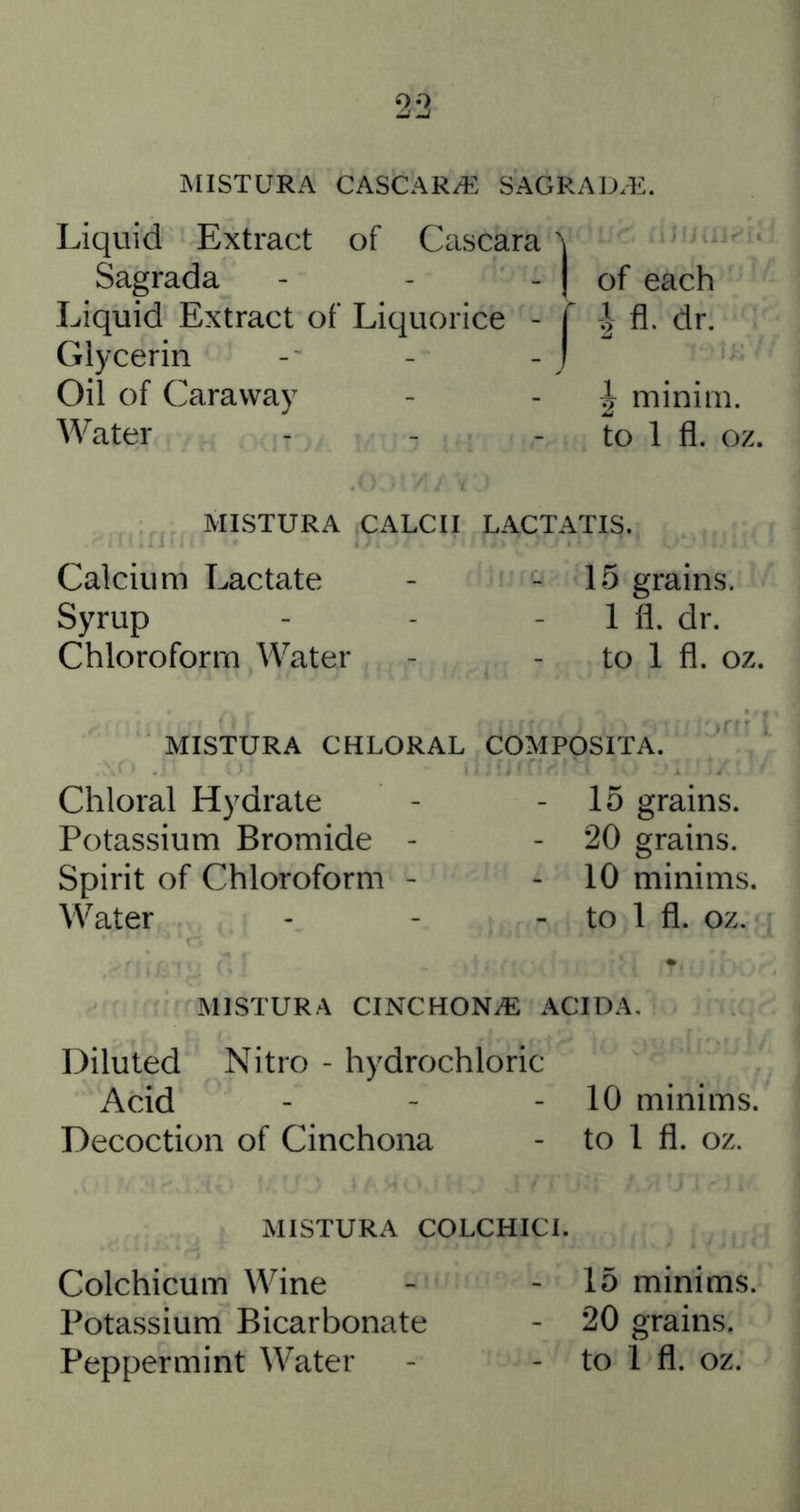 22
MISTURA CASCARÆ SAGRADÆ.
Liquid Extract of Cascara
Sagrada - - - } of each
Liquid Extract of Liquorice - ½ fl. dr.
Glycerin - - -
Oil of Caraway - - ½ minim.
Water - - - to 1 fl. oz.
MISTURA CALCII LACTATIS.
Calcium Lactate - - 15 grains.
Syrup - - - 1 fl. dr.
Chloroform Water - - to 1 fl. oz.
MISTURA CHLORAL COMPOSITA.
Chloral Hydrate - - 15 grains.
Potassium Bromide - - 20 grains.
Spirit of Chloroform - - 10 minims.
Water - - - to 1 fl. oz.
MISTURA CINCHONÆ ACIDA.
Diluted Nitro - hydrochloric
Acid - - - 10 minims.
Decoction of Cinchona - to 1 fl. oz.
MISTURA COLCHICI.
Colchicum Wine - - 15 minims.
Potassium Bicarbonate - 20 grains.
Peppermint Water - - to 1 fl. oz.